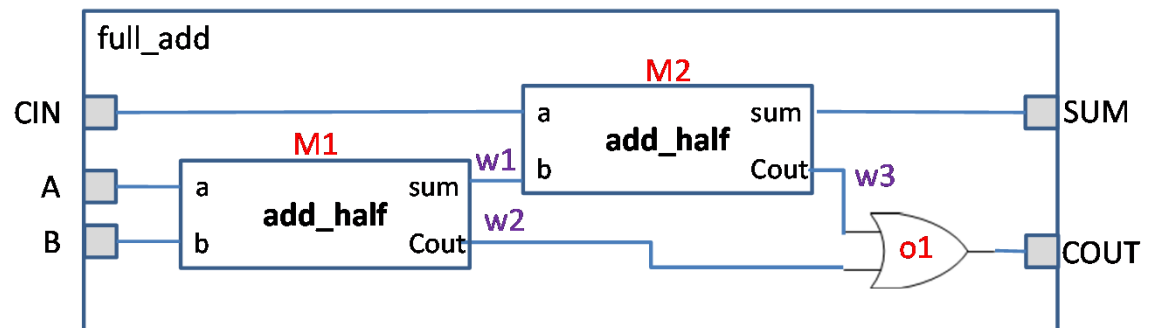 full_add
M2
CIN
a
sum
SUM
add_half
M1
w1
b
Cout
w3
A
a
sum
add_half
w2
B
b
Cout
o1
COUT